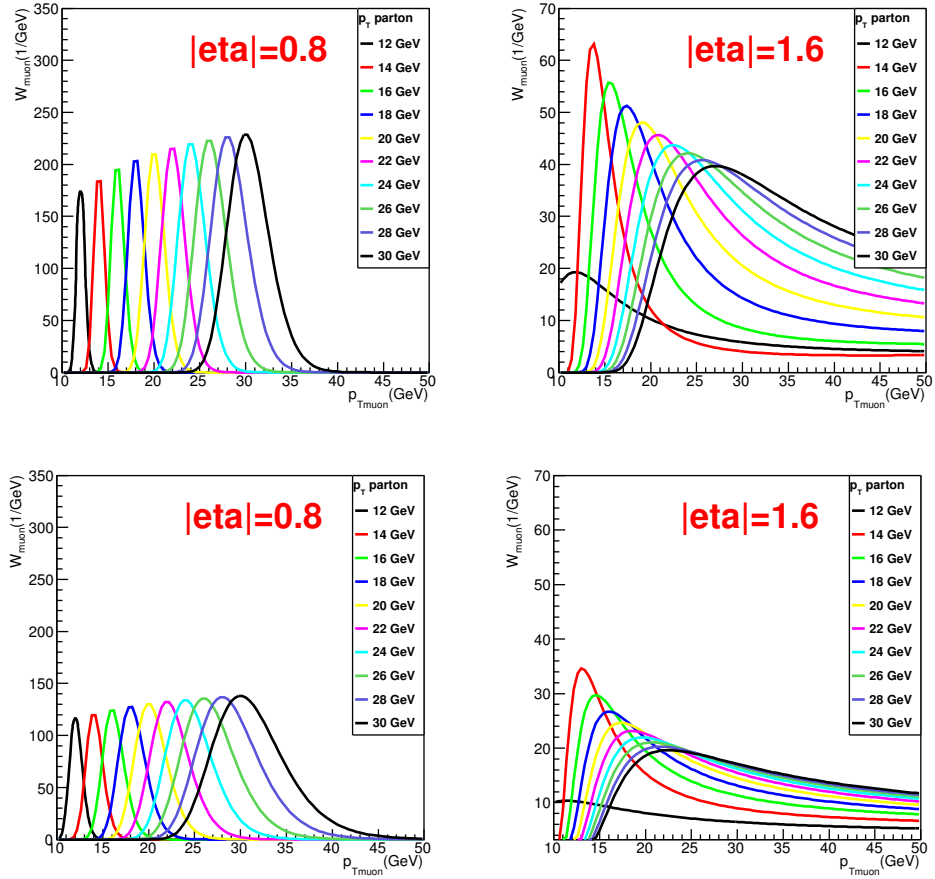 W_muon(1/GeV)
350
300
250
200
150
100
50
0
|eta|=0.8
p_T parton
12 GeV
14 GeV
16 GeV
18 GeV
20 GeV
22 GeV
24 GeV
26 GeV
28 GeV
30 GeV
10 15 20 25 30 35 40 45 50
p_Tmuon(GeV)
W_muon(1/GeV)
70
60
50
40
30
20
10
0
|eta|=1.6
p_T parton
12 GeV
14 GeV
16 GeV
18 GeV
20 GeV
22 GeV
24 GeV
26 GeV
28 GeV
30 GeV
10 15 20 25 30 35 40 45 50
p_Tmuon(GeV)
W_muon(1/GeV)
350
300
250
200
150
100
50
0
|eta|=0.8
p_T parton
12 GeV
14 GeV
16 GeV
18 GeV
20 GeV
22 GeV
24 GeV
26 GeV
28 GeV
30 GeV
10 15 20 25 30 35 40 45 50
p_Tmuon(GeV)
W_muon(1/GeV)
70
60
50
40
30
20
10
|eta|=1.6
p_T parton
12 GeV
14 GeV
16 GeV
18 GeV
20 GeV
22 GeV
24 GeV
26 GeV
28 GeV
30 GeV
10 15 20 25 30 35 40 45 50
p_Tmuon(GeV)